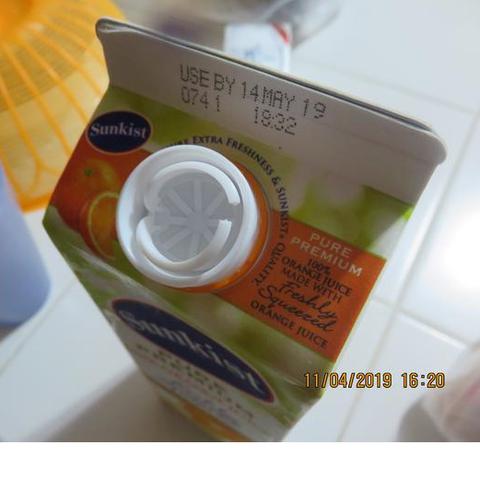 USE BY 14 MAY 19
0741 18:32
Sunkist
EXTRA FRESHNESS & SUNKIST QUALITY
PURE
PREMIUM
100%
ORANGE JUICE
MADE WITH
Freshly
Squeezed
ORANGE JUICE
Sunkist
11/04/2019 16:20